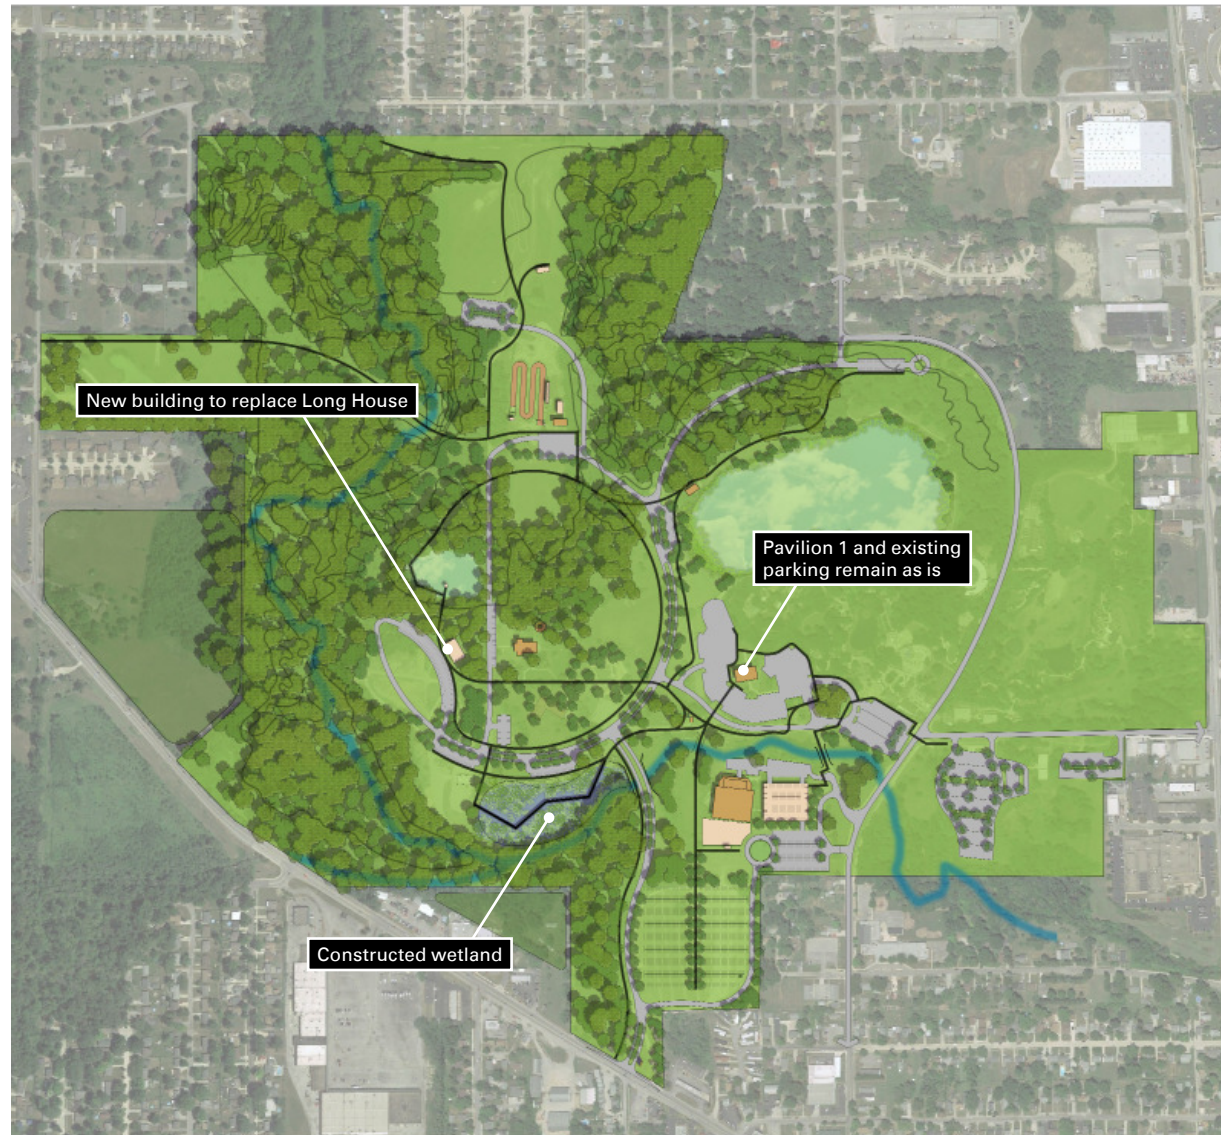 New building to replace Long House
Pavilion 1 and existing
parking remain as is
Constructed wetland